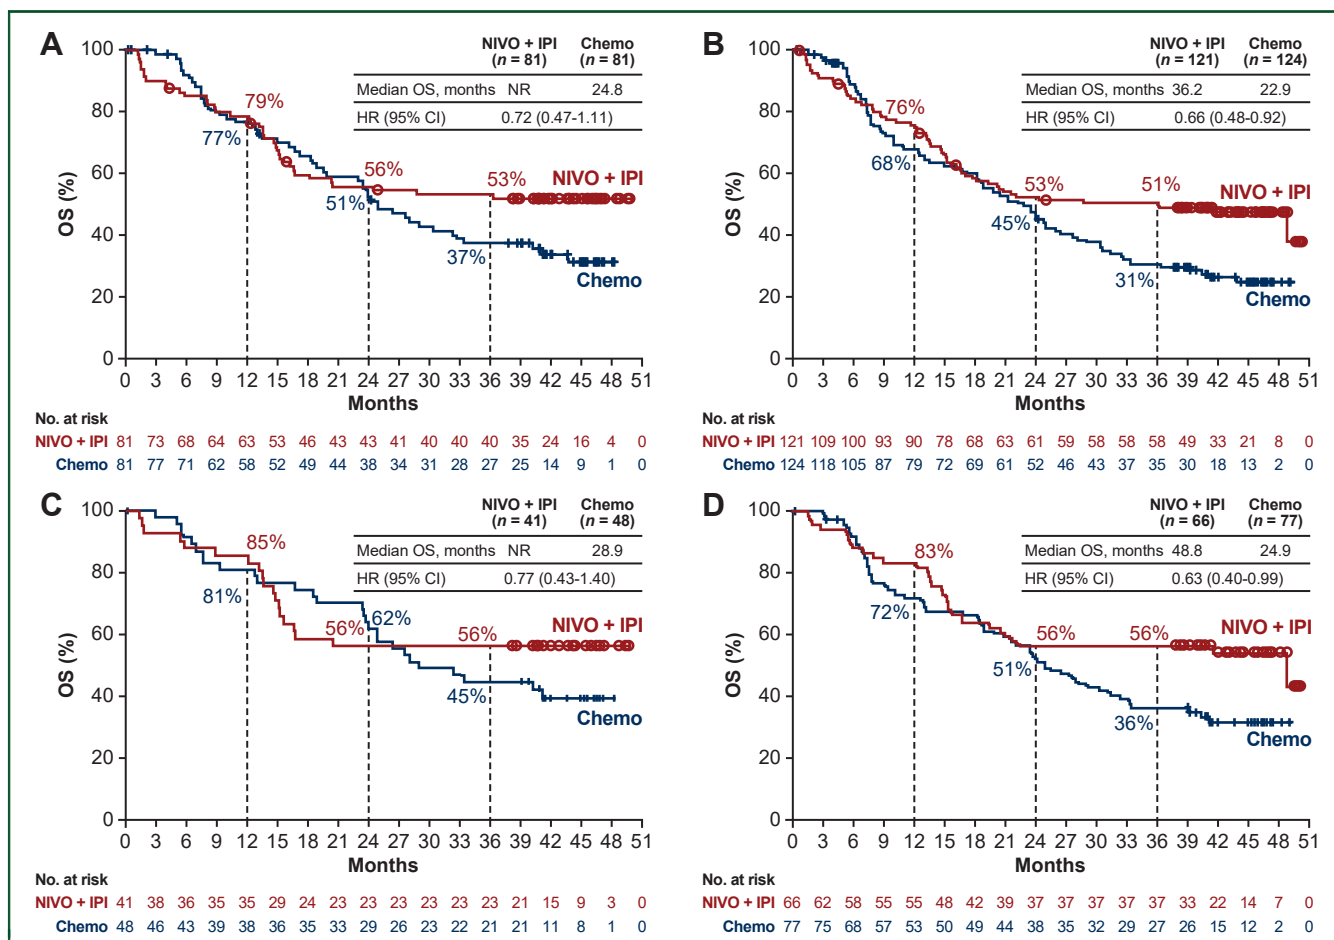 A
NIVO + IPI Chemo
(n = 81) (n = 81)
Median OS, months NR 24.8
HR (95% CI) 0.72 (0.47-1.11)
OS (%)
100
80
60
40
20
0
79%
77%
56%
51%
53%
37%
NIVO + IPI
Chemo
0 3 6 9 12 15 18 21 24 27 30 33 36 39 42 45 48 51
Months
No. at risk
NIVO + IPI 81 73 68 64 63 53 46 43 43 41 40 40 40 35 24 16 4 0
Chemo 81 77 71 62 58 52 49 44 38 34 31 28 27 25 14 9 1 0
B
NIVO + IPI Chemo
(n = 121) (n = 124)
Median OS, months 36.2 22.9
HR (95% CI) 0.66 (0.48-0.92)
OS (%)
100
80
60
40
20
0
76%
68%
53%
45%
51%
31%
NIVO + IPI
Chemo
0 3 6 9 12 15 18 21 24 27 30 33 36 39 42 45 48 51
Months
No. at risk
NIVO + IPI 121 109 100 93 90 78 68 63 61 59 58 58 58 49 33 21 8 0
Chemo 124 118 105 87 79 72 69 61 52 46 43 37 35 30 18 13 2 0
C
NIVO + IPI Chemo
(n = 41) (n = 48)
Median OS, months NR 28.9
HR (95% CI) 0.77 (0.43-1.40)
OS (%)
100
80
60
40
20
0
85%
81%
62%
56%
56%
45%
NIVO + IPI
Chemo
0 3 6 9 12 15 18 21 24 27 30 33 36 39 42 45 48 51
Months
No. at risk
NIVO + IPI 41 38 36 35 35 29 24 23 23 23 23 23 23 21 15 9 3 0
Chemo 48 46 43 39 38 36 35 33 29 26 23 22 21 21 11 8 1 0
D
NIVO + IPI Chemo
(n = 66) (n = 77)
Median OS, months 48.8 24.9
HR (95% CI) 0.63 (0.40-0.99)
OS (%)
100
80
60
40
20
0
83%
72%
56%
51%
56%
36%
NIVO + IPI
Chemo
0 3 6 9 12 15 18 21 24 27 30 33 36 39 42 45 48 51
Months
No. at risk
NIVO + IPI 66 62 58 55 55 48 42 39 37 37 37 37 37 33 22 14 7 0
Chemo 77 75 68 57 53 50 49 44 38 35 32 29 27 26 15 12 2 0